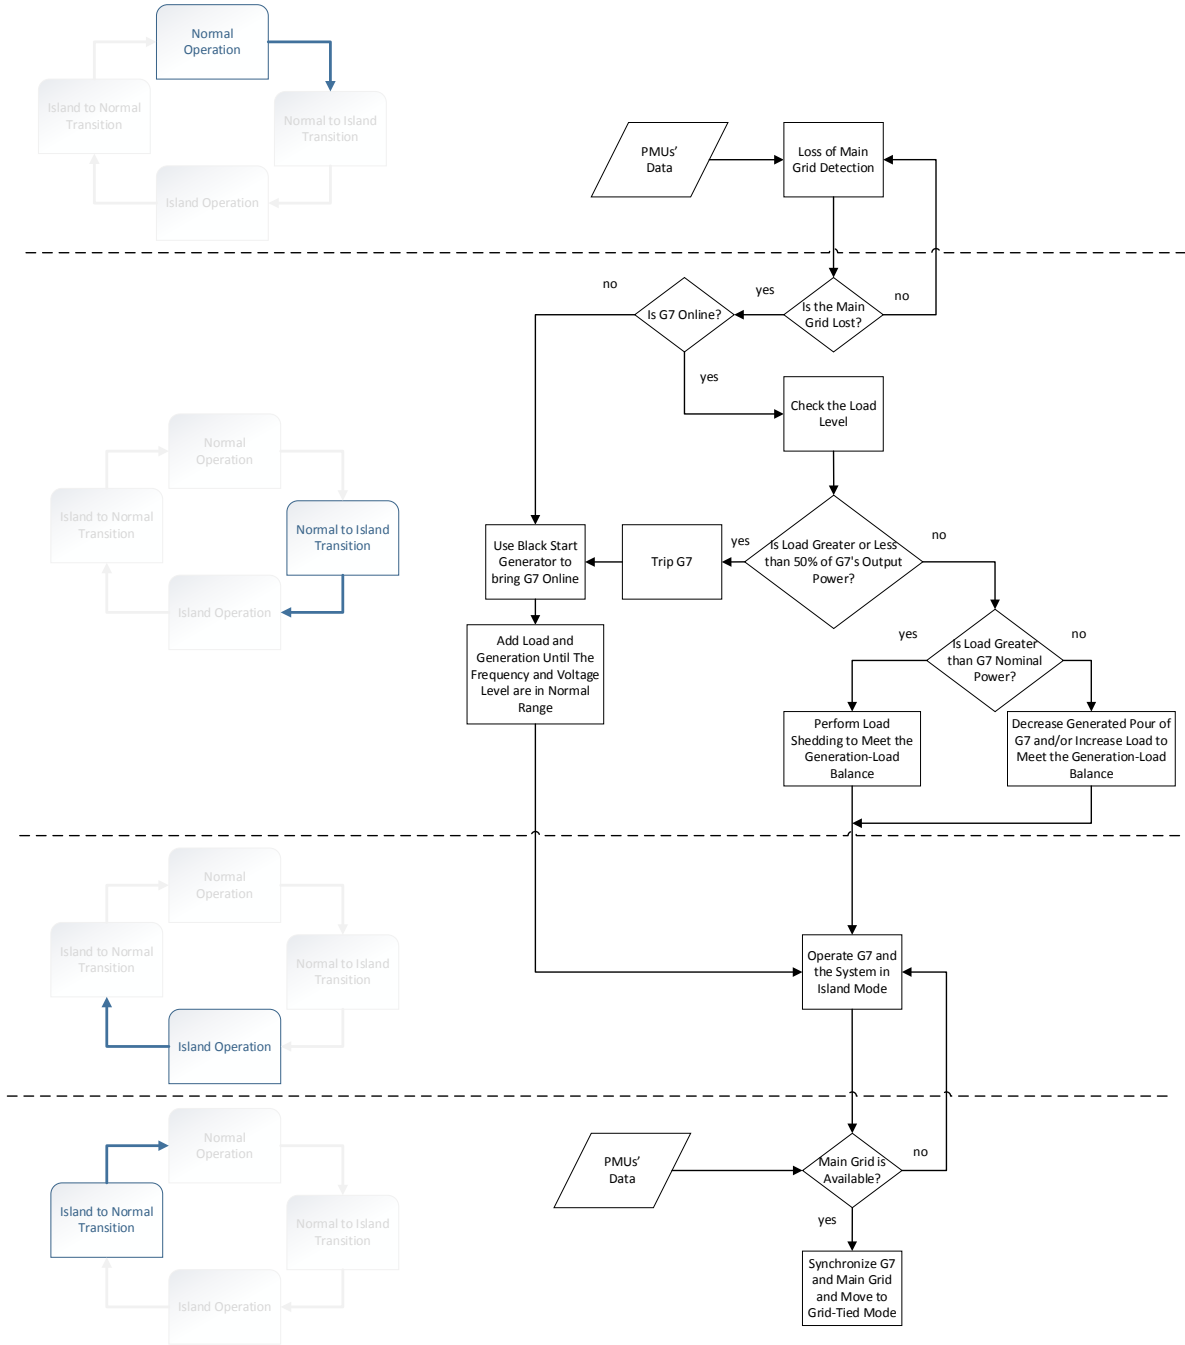 Normal
Operation
Island to Normal
Transition
Normal to Island
Transition
Island Operation
PMUs'
Data
Loss of Main
Grid Detection
no
Is G7 Online?
yes
Is the Main
Grid Lost?
no
yes
Check the Load
Level
Normal
Operation
Island to Normal
Transition
Normal to Island
Transition
Island Operation
Use Black Start
Generator to
bring G7 Online
Trip G7
yes
Is Load Greater or Less
than 50% of G7's Output
Power?
no
Add Load and
Generation Until The
Frequency and Voltage
Level are in Normal
Range
yes
Is Load Greater
than G7 Nominal
Power?
no
Perform Load
Shedding to Meet the
Generation-Load
Balance
Decrease Generated Pour of
G7 and/or Increase Load to
Meet the Generation-Load
Balance
Normal
Operation
Island to Normal
Transition
Normal to Island
Transition
Island Operation
Operate G7 and
the System in
Island Mode
Normal
Operation
Island to Normal
Transition
Normal to Island
Transition
Island Operation
PMUs'
Data
Main Grid is
Available?
no
yes
Synchronize G7
and Main Grid
and Move to
Grid-Tied Mode